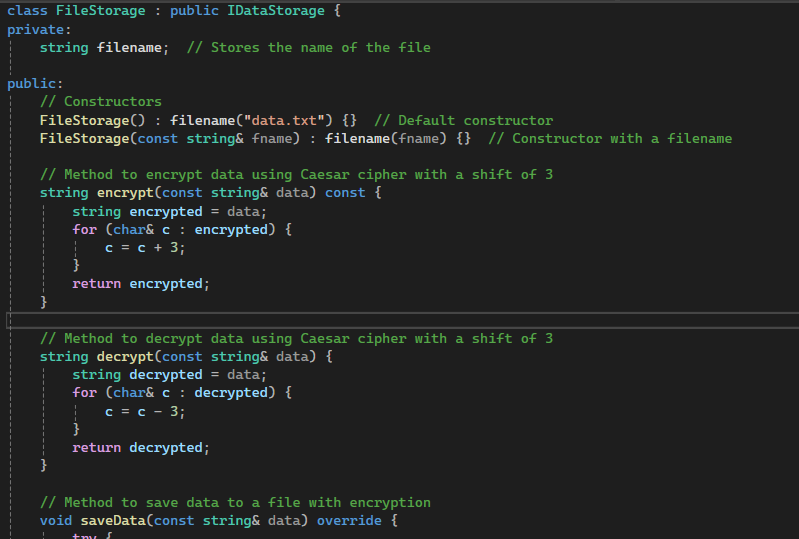 class FileStorage : public IDataStorage {
private:
    string filename;  // Stores the name of the file
public:
    // Constructors
    FileStorage() : filename("data.txt") {}  // Default constructor
    FileStorage(const string& fname) : filename(fname) {}  // Constructor with a filename
    // Method to encrypt data using Caesar cipher with a shift of 3
    string encrypt(const string& data) const {
        string encrypted = data;
        for (char& c : encrypted) {
            c = c + 3;
        }
        return encrypted;
    }
    // Method to decrypt data using Caesar cipher with a shift of 3
    string decrypt(const string& data) {
        string decrypted = data;
        for (char& c : decrypted) {
            c = c - 3;
        }
        return decrypted;
    }
    // Method to save data to a file with encryption
    void saveData(const string& data) override {
        try {